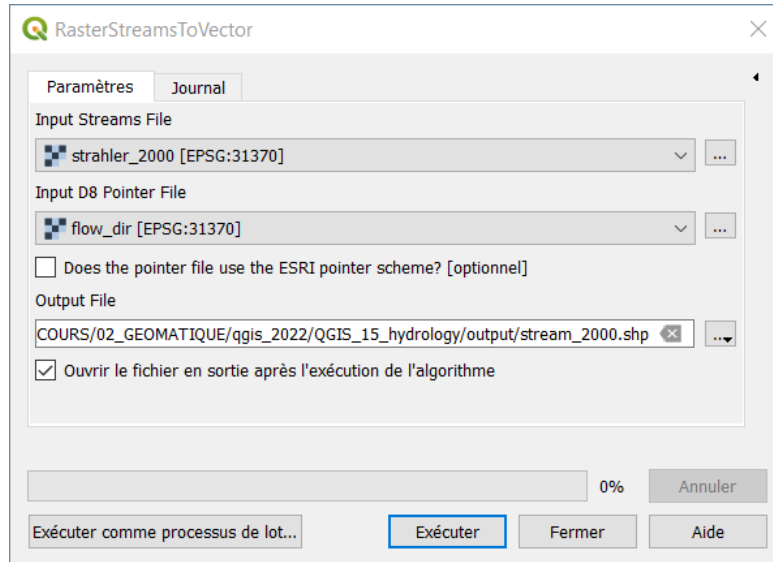 RasterStreamsToVector
Paramètres
Journal
Input Streams File
strahler_2000 [EPSG:31370]
...
Input D8 Pointer File
flow_dir [EPSG:31370]
...
Does the pointer file use the ESRI pointer scheme? [optionnel]
Output File
COURS/02_GEOMATIQUE/qgis_2022/QGIS_15_hydrology/output/stream_2000.shp
...
Ouvrir le fichier en sortie après l'exécution de l'algorithme
0%
Annuler
Exécuter comme processus de lot...
Exécuter
Fermer
Aide